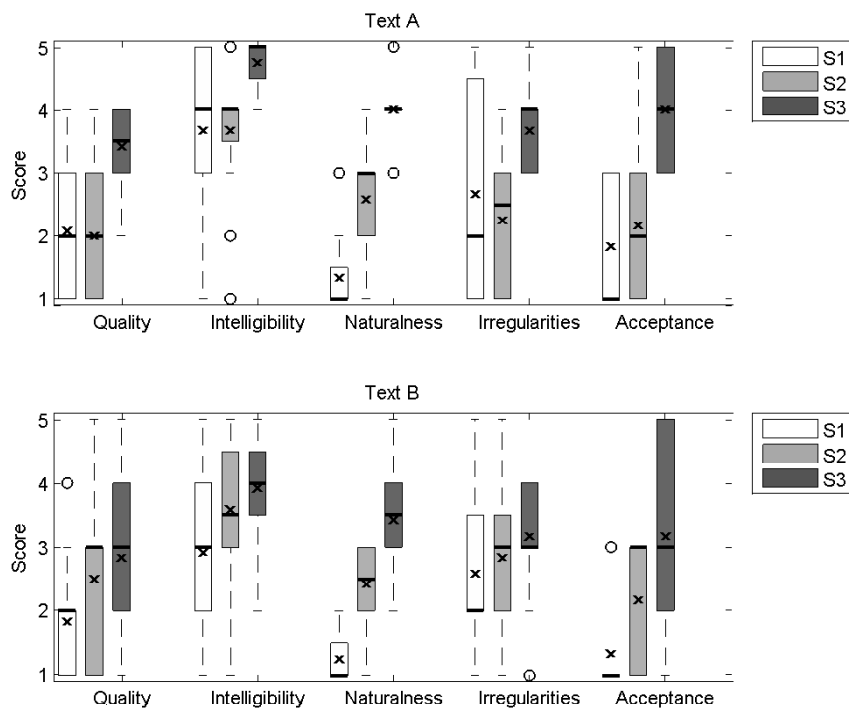 Text A
5
4
3
2
1
Score
Quality Intelligibility Naturalness Irregularities Acceptance
S1
S2
S3
Text B
5
4
3
2
1
Score
Quality Intelligibility Naturalness Irregularities Acceptance
S1
S2
S3